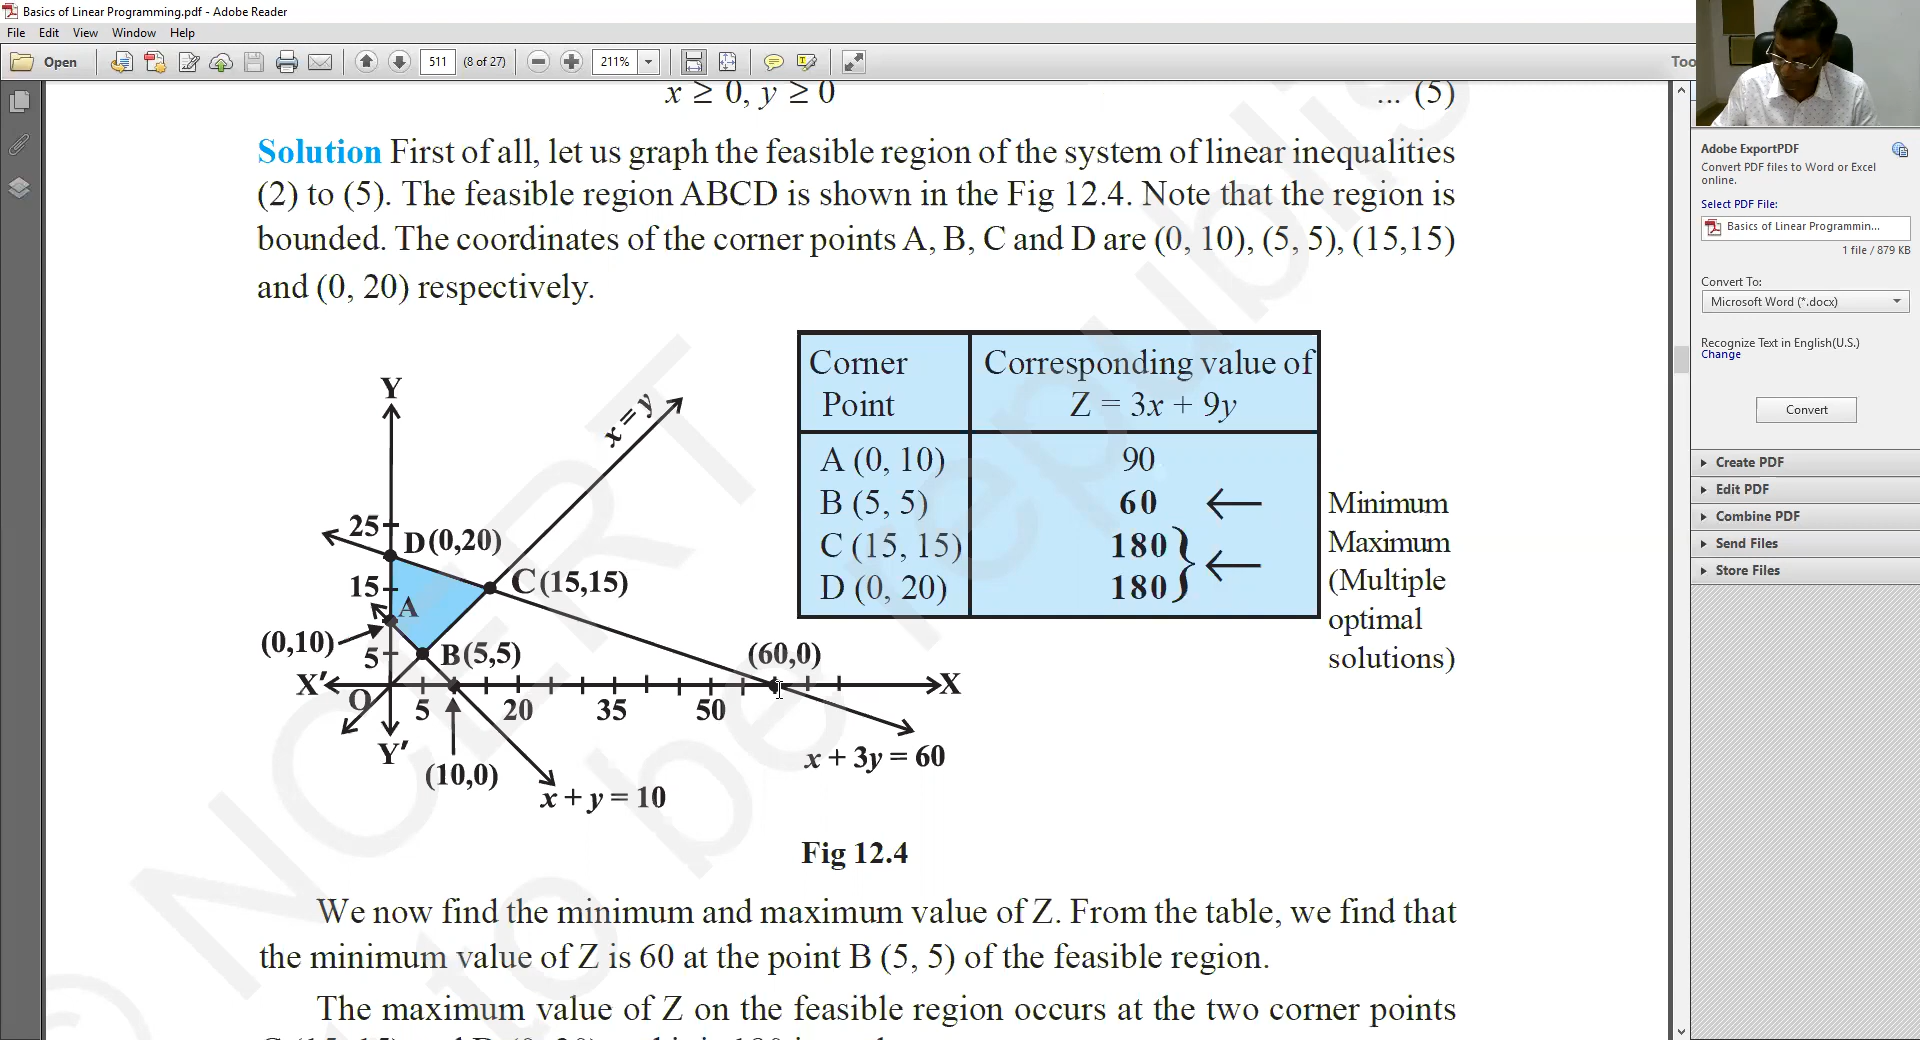 Basics of Linear Programming.pdf - Adobe Reader
File Edit View Window Help
Open 511 (8 of 27) 211%
x ≥ 0, y ≥ 0 ... (5)
Solution First of all, let us graph the feasible region of the system of linear inequalities
(2) to (5). The feasible region ABCD is shown in the Fig 12.4. Note that the region is
bounded. The coordinates of the corner points A, B, C and D are (0, 10), (5, 5), (15,15)
and (0, 20) respectively.
Y
x = y
25
D (0,20)
15
C (15,15)
A
(0,10)
5
B (5,5)
(60,0)
X′
X
O
5 20 35 50
Y′
(10,0)
x + 3y = 60
x + y = 10
Corner Point
Corresponding value of Z = 3x + 9y
A (0, 10) 90
B (5, 5) 60 ← Minimum
C (15, 15) 180
D (0, 20) 180
} ← Maximum
(Multiple
optimal
solutions)
Fig 12.4
We now find the minimum and maximum value of Z. From the table, we find that
the minimum value of Z is 60 at the point B (5, 5) of the feasible region.
The maximum value of Z on the feasible region occurs at the two corner points
Too
Adobe ExportPDF
Convert PDF files to Word or Excel
online.
Select PDF File:
Basics of Linear Programmin...
1 file / 879 KB
Convert To:
Microsoft Word (*.docx)
Recognize Text in English(U.S.)
Change
Convert
Create PDF
Edit PDF
Combine PDF
Send Files
Store Files
© NCERT
to be republis